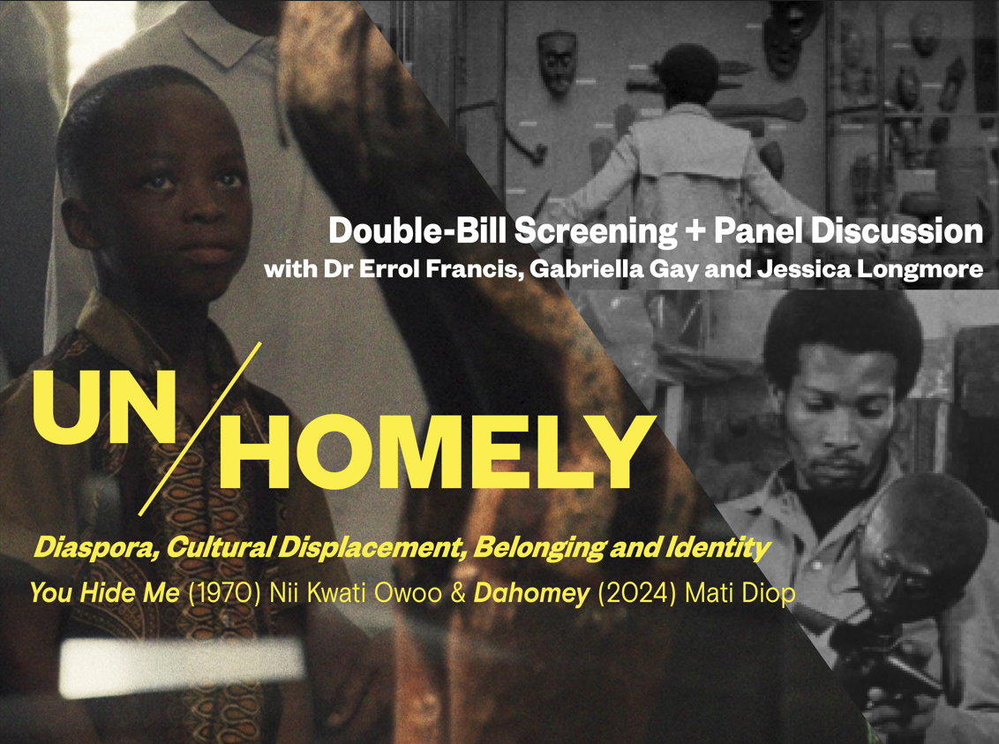 Double-Bill Screening + Panel Discussion
with Dr Errol Francis, Gabriella Gay and Jessica Longmore
UN/
HOMELY
Diaspora, Cultural Displacement, Belonging and Identity
You Hide Me (1970) Nii Kwati Owoo & Dahomey (2024) Mati Diop